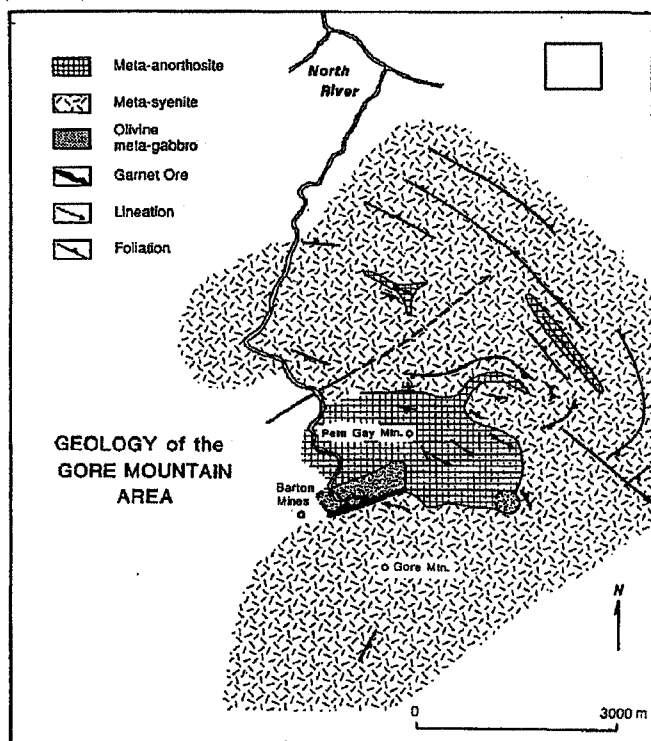 Meta-anorthosite
Meta-syenite
Olivine
meta-gabbro
Garnet Ore
Lineation
Foliation
North
River
Pete Gay Mtn.
GEOLOGY of the
GORE MOUNTAIN
AREA
Barton
Mines
Gore Mtn.
N
0 3000 m